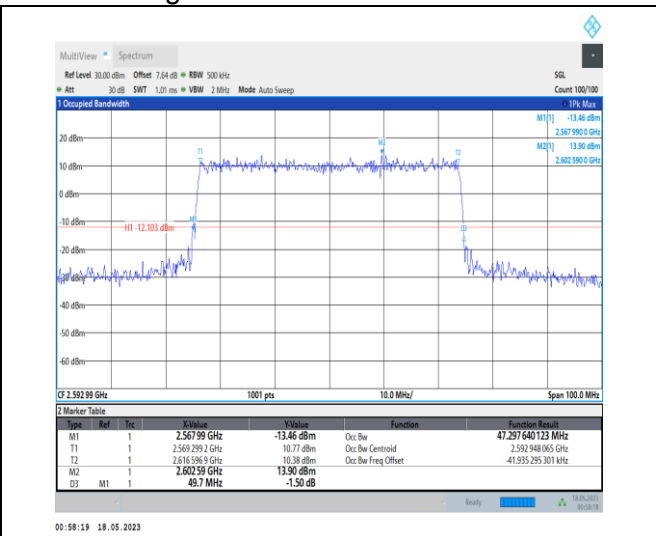 MultiView Spectrum
Ref Level 30.00 dBm Offset 7.64 dB RBW 500 kHz SGL
Att 30 dB SWT 1.01 ms VBW 2 MHz Mode Auto Sweep Count 100/100
1 Occupied Bandwidth 1Pk Max
M1[1] -13.46 dBm
2.567 990 0 GHz
M2[1] 13.90 dBm
2.602 590 0 GHz
20 dBm
M2
T1 T2
10 dBm
0 dBm
-10 dBm
M1
H1 -12.103 dBm
D3
-20 dBm
-30 dBm
-40 dBm
-50 dBm
-60 dBm
CF 2.592 99 GHz 1001 pts 10.0 MHz/ Span 100.0 MHz
2 Marker Table
Type Ref Trc X-Value Y-Value Function Function Result
M1 1 2.567 99 GHz -13.46 dBm Occ Bw 47.297 640 123 MHz
T1 1 2.569 299 2 GHz 10.77 dBm Occ Bw Centroid 2.592 948 065 GHz
T2 1 2.616 596 9 GHz 10.38 dBm Occ Bw Freq Offset -41.935 295 301 kHz
M2 1 2.602 59 GHz 13.90 dBm
D3 M1 1 49.7 MHz -1.50 dB
Ready 18.05.2023
00:58:18
00:58:19 18.05.2023